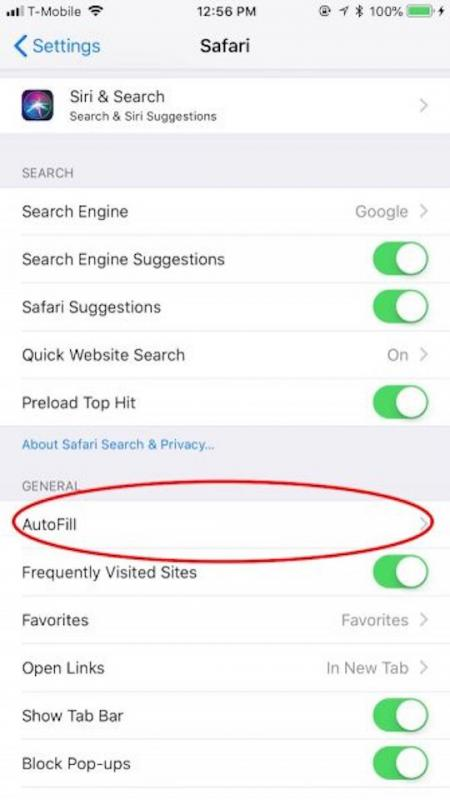 T-Mobile 12:56 PM 100%
Settings Safari
Siri & Search
Search & Siri Suggestions
SEARCH
Search Engine Google
Search Engine Suggestions
Safari Suggestions
Quick Website Search On
Preload Top Hit
About Safari Search & Privacy...
GENERAL
AutoFill
Frequently Visited Sites
Favorites Favorites
Open Links In New Tab
Show Tab Bar
Block Pop-ups